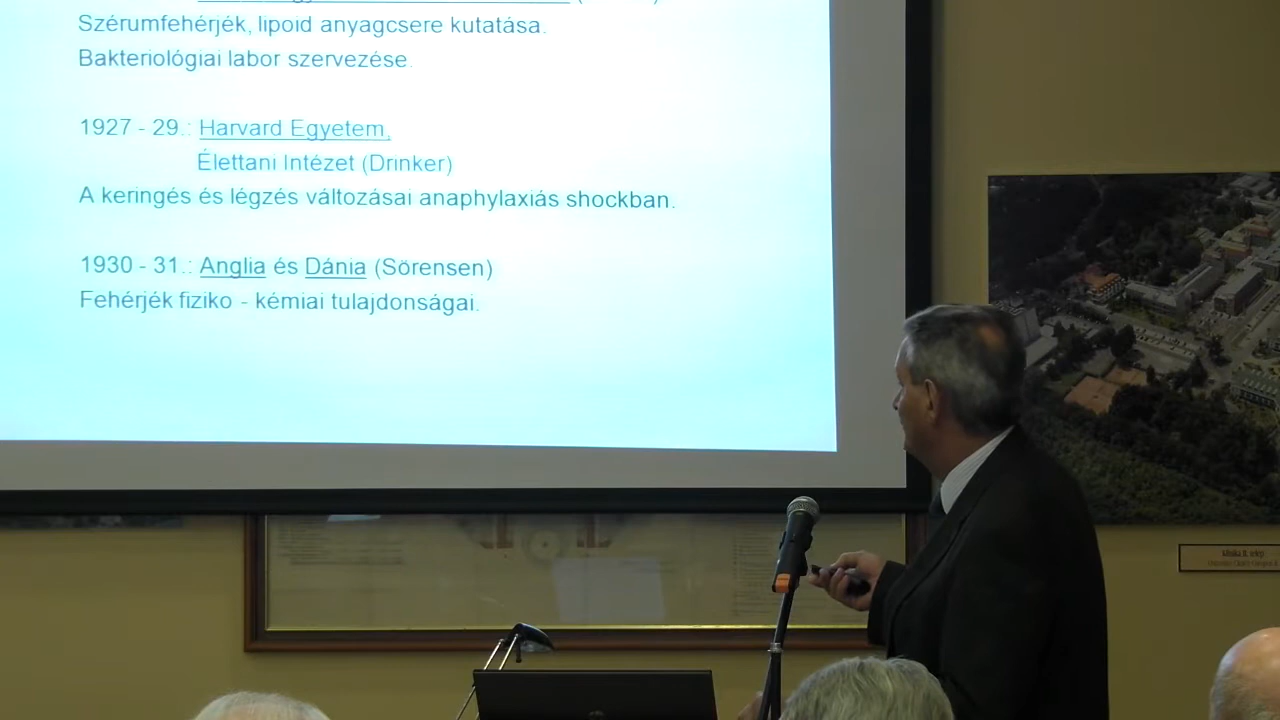 Szérumfehérjék, lipoid anyagcsere kutatása.
Bakteriológiai labor szervezése.
1927 - 29.: Harvard Egyetem,
Élettani Intézet (Drinker)
A keringés és légzés változásai anaphylaxiás shockban.
1930 - 31.: Anglia és Dánia (Sörensen)
Fehérjék fiziko - kémiai tulajdonságai.